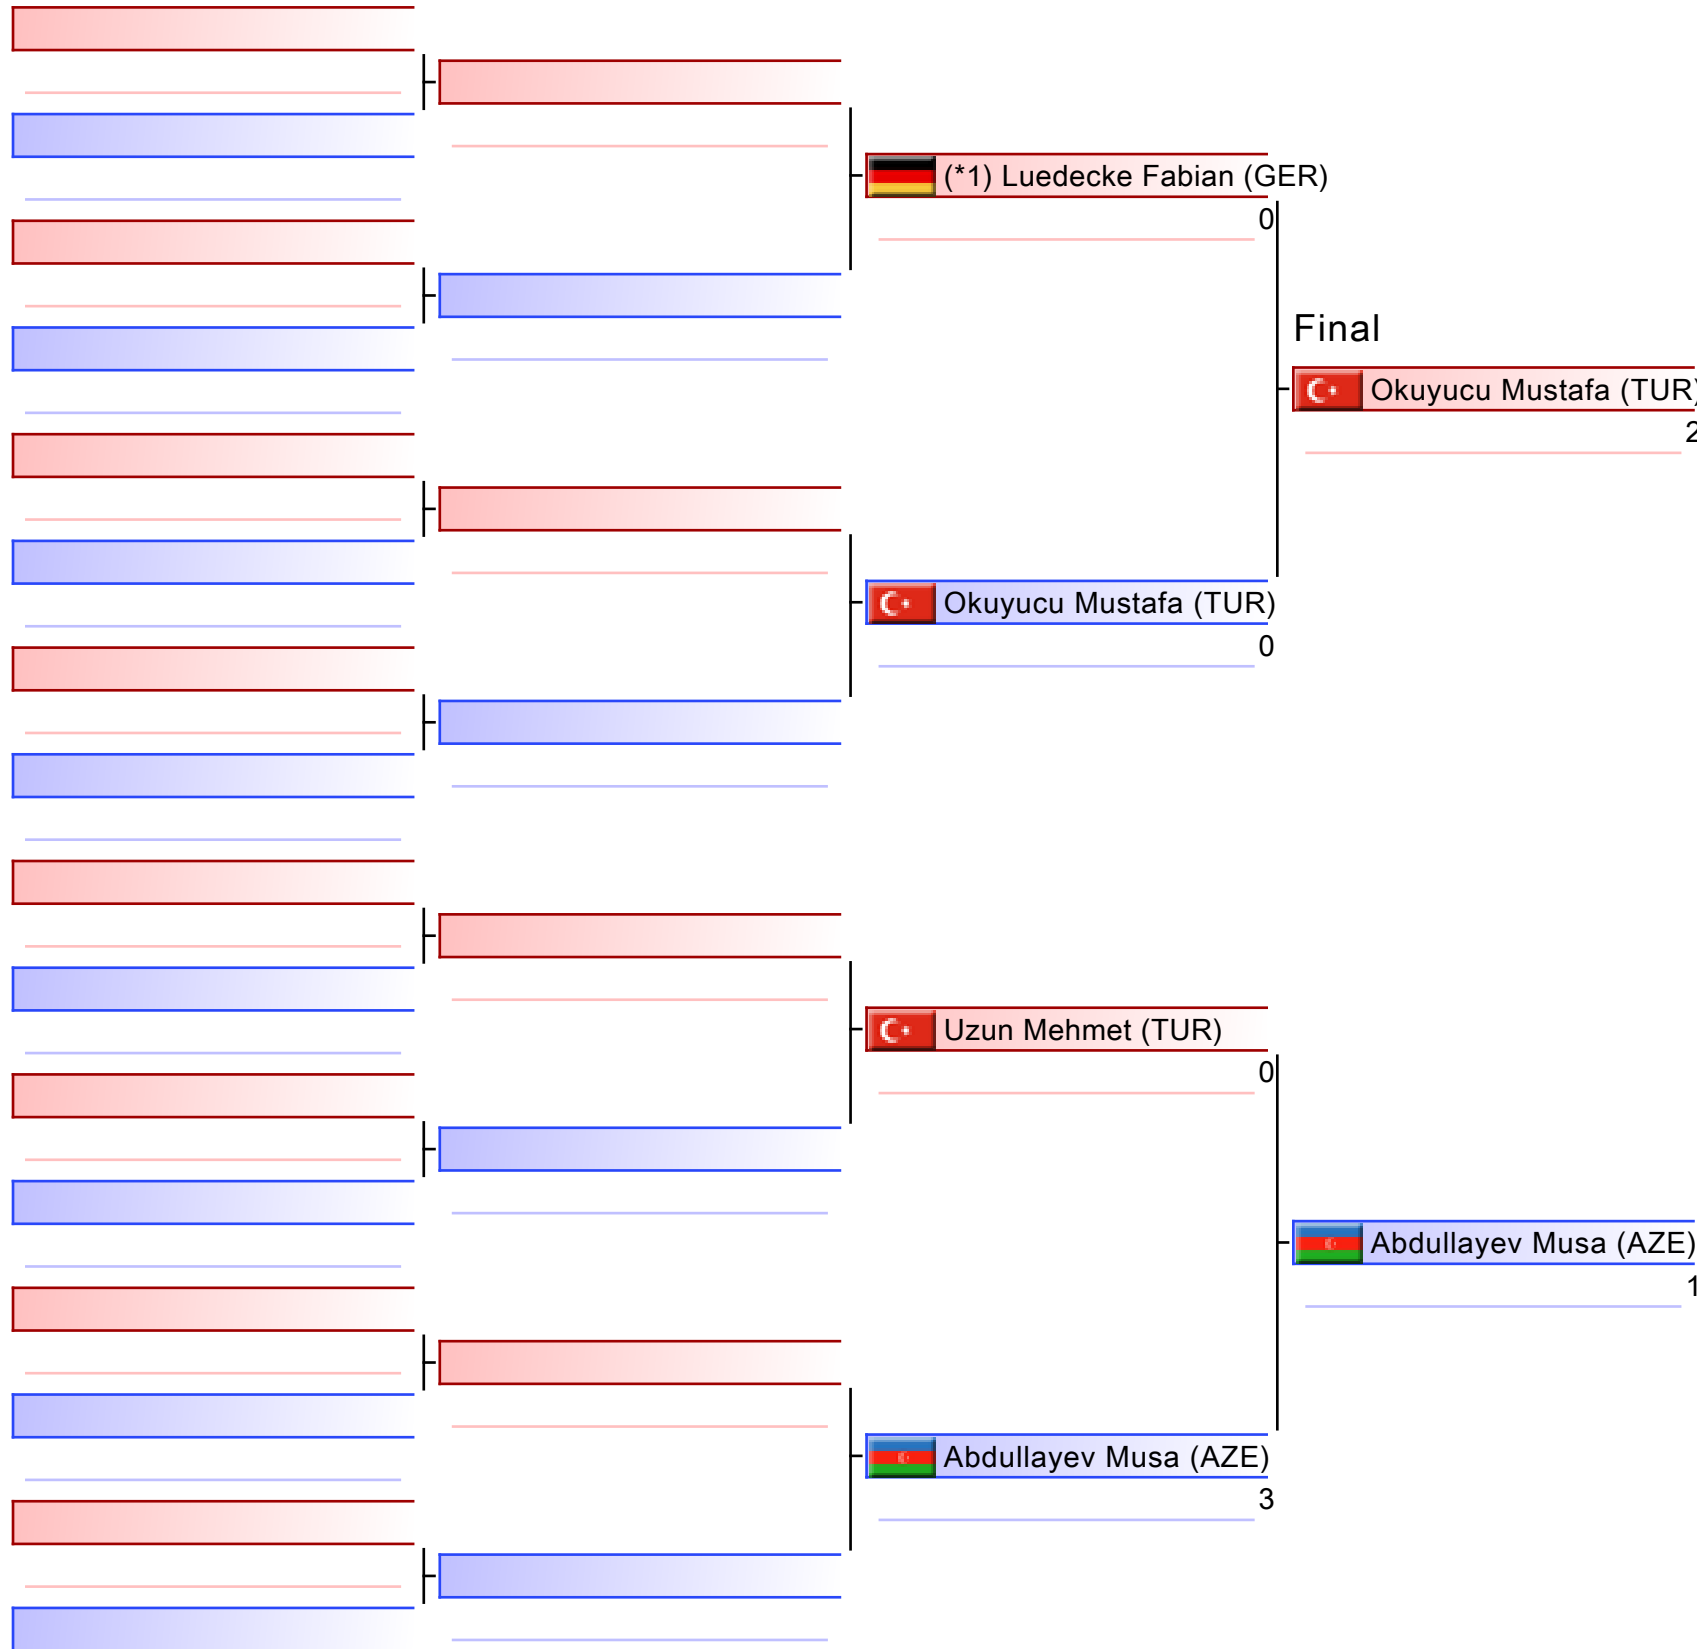 (*1) Luedecke Fabian (GER)
0
Final
Okuyucu Mustafa (TUR)
2
Okuyucu Mustafa (TUR)
0
Uzun Mehmet (TUR)
0
Abdullayev Musa (AZE)
1
Abdullayev Musa (AZE)
3